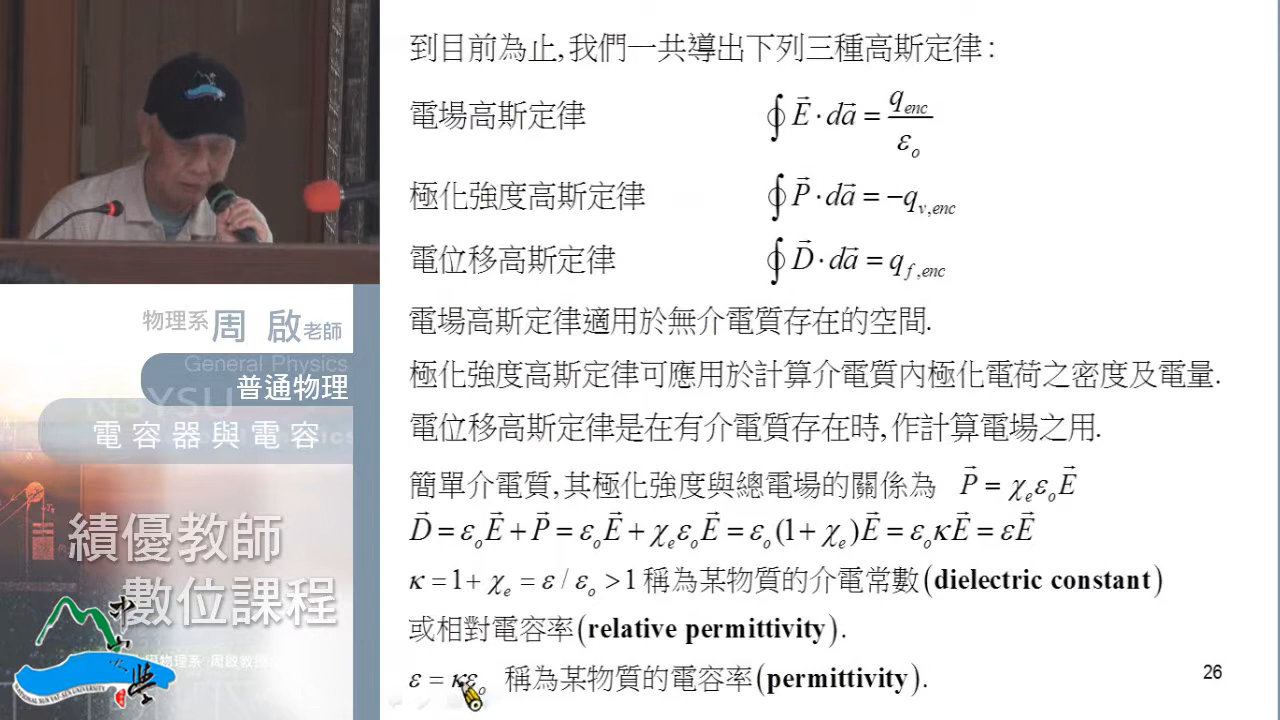 到目前為止,我們一共導出下列三種高斯定律:
電場高斯定律 ∮ E⃗ · da⃗ = q_enc / ε_o
極化強度高斯定律 ∮ P⃗ · da⃗ = −q_v,enc
電位移高斯定律 ∮ D⃗ · da⃗ = q_f,enc
電場高斯定律適用於無介電質存在的空間.
極化強度高斯定律可應用於計算介電質內極化電荷之密度及電量.
電位移高斯定律是在有介電質存在時,作計算電場之用.
簡單介電質,其極化強度與總電場的關係為 P⃗ = χ_e ε_o E⃗
D⃗ = ε_o E⃗ + P⃗ = ε_o E⃗ + χ_e ε_o E⃗ = ε_o (1+ χ_e) E⃗ = ε_o κE⃗ = εE⃗
κ = 1+ χ_e = ε / ε_o > 1 稱為某物質的介電常數(dielectric constant)
或相對電容率(relative permittivity).
ε = κε_o 稱為某物質的電容率(permittivity).
26
物理系 周 啟 老師
General Physics
普通物理
NSYSU
電容器與電容
績優教師
數位課程
中山大學